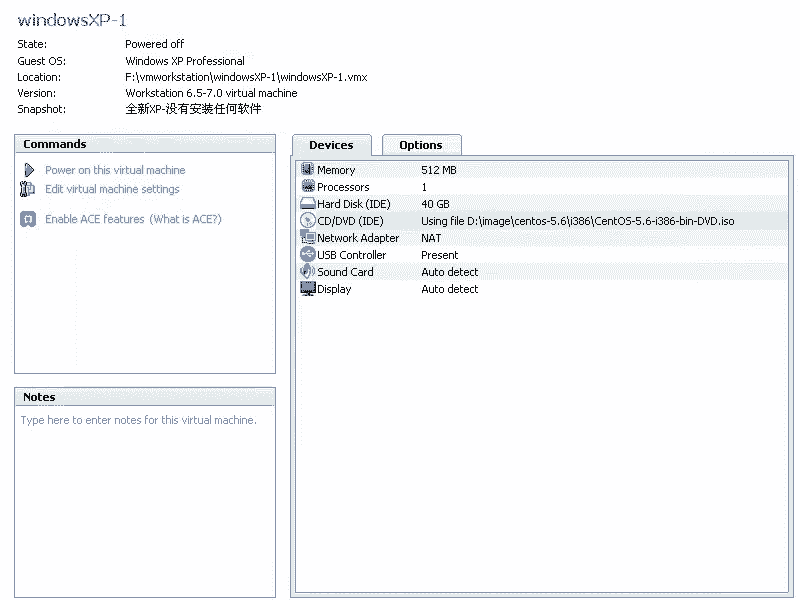 windowsXP-1
State: Powered off
Guest OS: Windows XP Professional
Location: F:\vmworkstation\windowsXP-1\windowsXP-1.vmx
Version: Workstation 6.5-7.0 virtual machine
Snapshot: 全新XP-没有安装任何软件
Commands
Power on this virtual machine
Edit virtual machine settings
Enable ACE features (What is ACE?)
Notes
Type here to enter notes for this virtual machine.
Devices Options
Memory 512 MB
Processors 1
Hard Disk (IDE) 40 GB
CD/DVD (IDE) Using file D:\image\centos-5.6\i386\CentOS-5.6-i386-bin-DVD.iso
Network Adapter NAT
USB Controller Present
Sound Card Auto detect
Display Auto detect